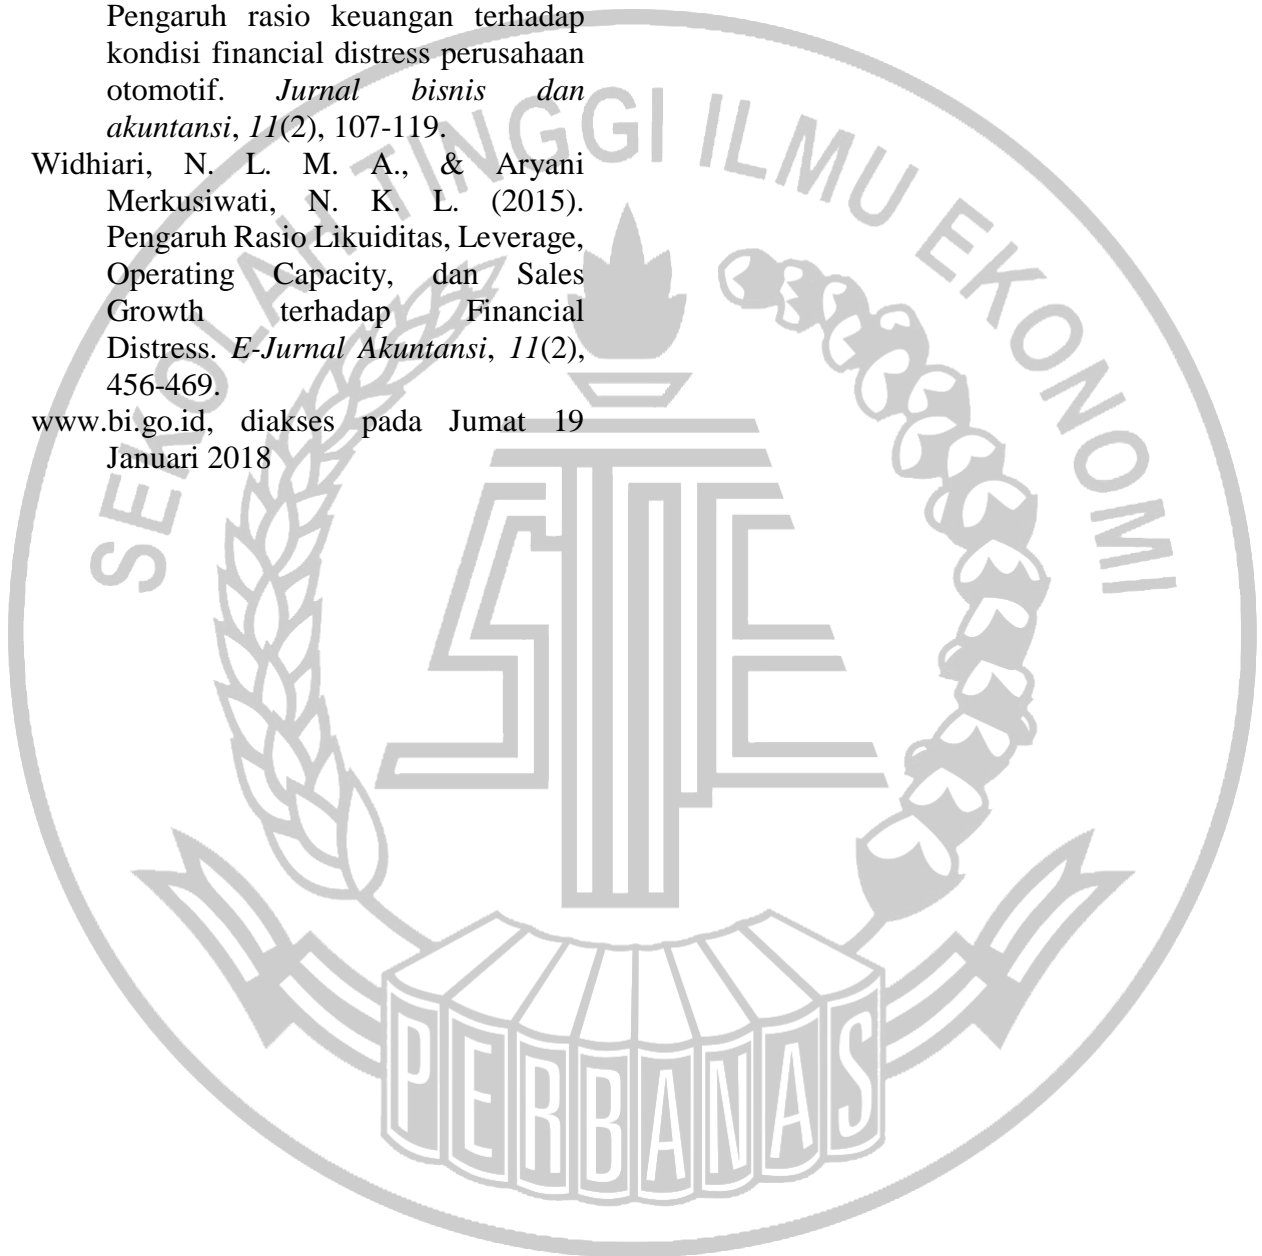 Pengaruh rasio keuangan terhadap
kondisi financial distress perusahaan
otomotif. Jurnal bisnis dan
akuntansi, 11(2), 107-119.
Widhiari, N. L. M. A., & Aryani
Merkusiwati, N. K. L. (2015).
Pengaruh Rasio Likuiditas, Leverage,
Operating Capacity, dan Sales
Growth terhadap Financial
Distress. E-Jurnal Akuntansi, 11(2),
456-469.
www.bi.go.id, diakses pada Jumat 19
Januari 2018
SEKOLAH TINGGI ILMU EKONOMI
STIE
PERBANAS